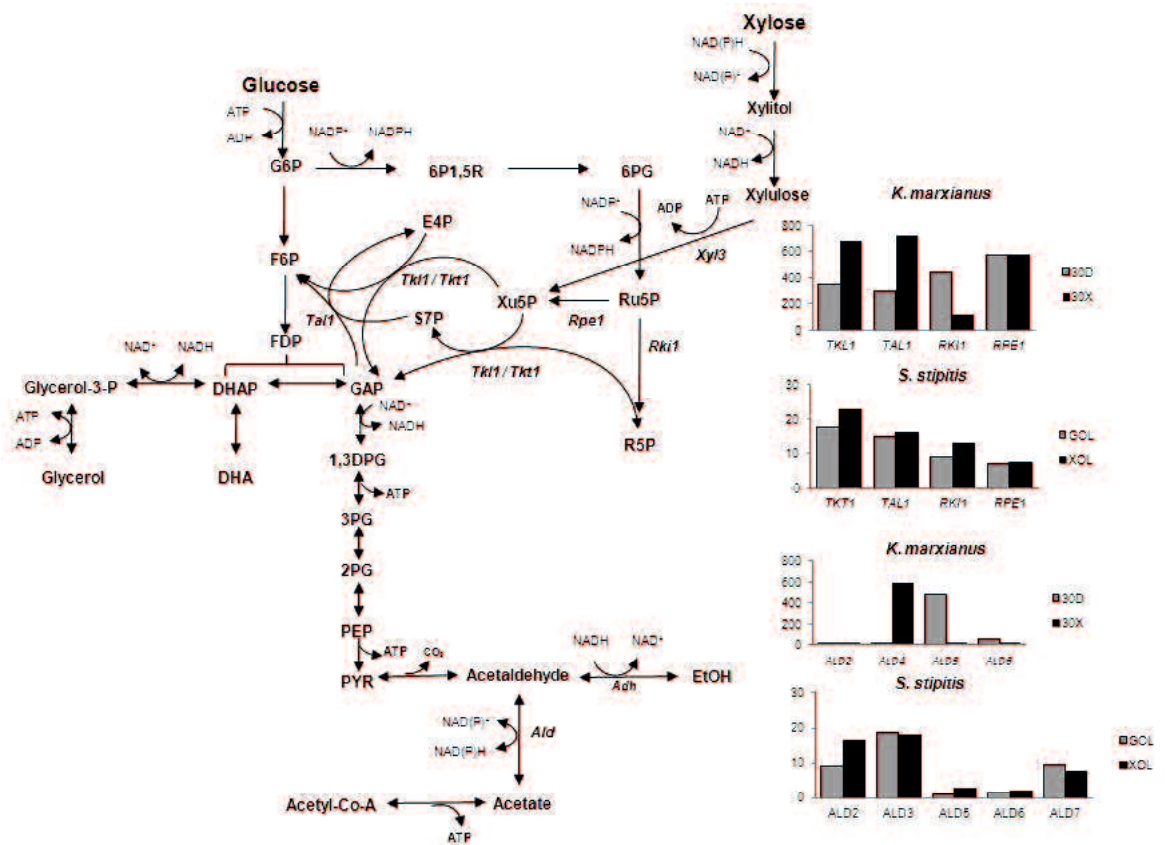 Xylose
NAD(P)H
NAD(P)⁺
Xylitol
NAD⁺
NADH
Xylulose
Glucose
ATP
ADH
G6P
NADP⁺
NADPH
6P1,5R
6PG
NADP⁺
NADPH
ADP
ATP
Xyl3
E4P
F6P
Tkl1 / Tkt1
Xu5P
Ru5P
Rpe1
Tal1
S7P
Rki1
FDP
Tkl1 / Tkt1
NAD⁺
NADH
Glycerol-3-P
DHAP
GAP
ATP
ADP
NAD⁺
NADH
R5P
Glycerol
DHA
1,3DPG
ATP
3PG
2PG
PEP
ATP
CO₂
NADH
NAD⁺
PYR
Acetaldehyde
Adh
EtOH
NAD(P)⁺
NAD(P)H
Ald
Acetyl-Co-A
Acetate
ATP
K. marxianus
800
600
400
200
0
TKL1 TAL1 RKI1 RPE1
30D
30X
S. stipitis
30
20
10
0
TKT1 TAL1 RKI1 RPE1
GOL
XOL
K. marxianus
800
600
400
200
0
ALD2 ALD4 ALD5 ALD6
30D
30X
S. stipitis
30
20
10
0
ALD2 ALD3 ALD5 ALD6 ALD7
GOL
XOL